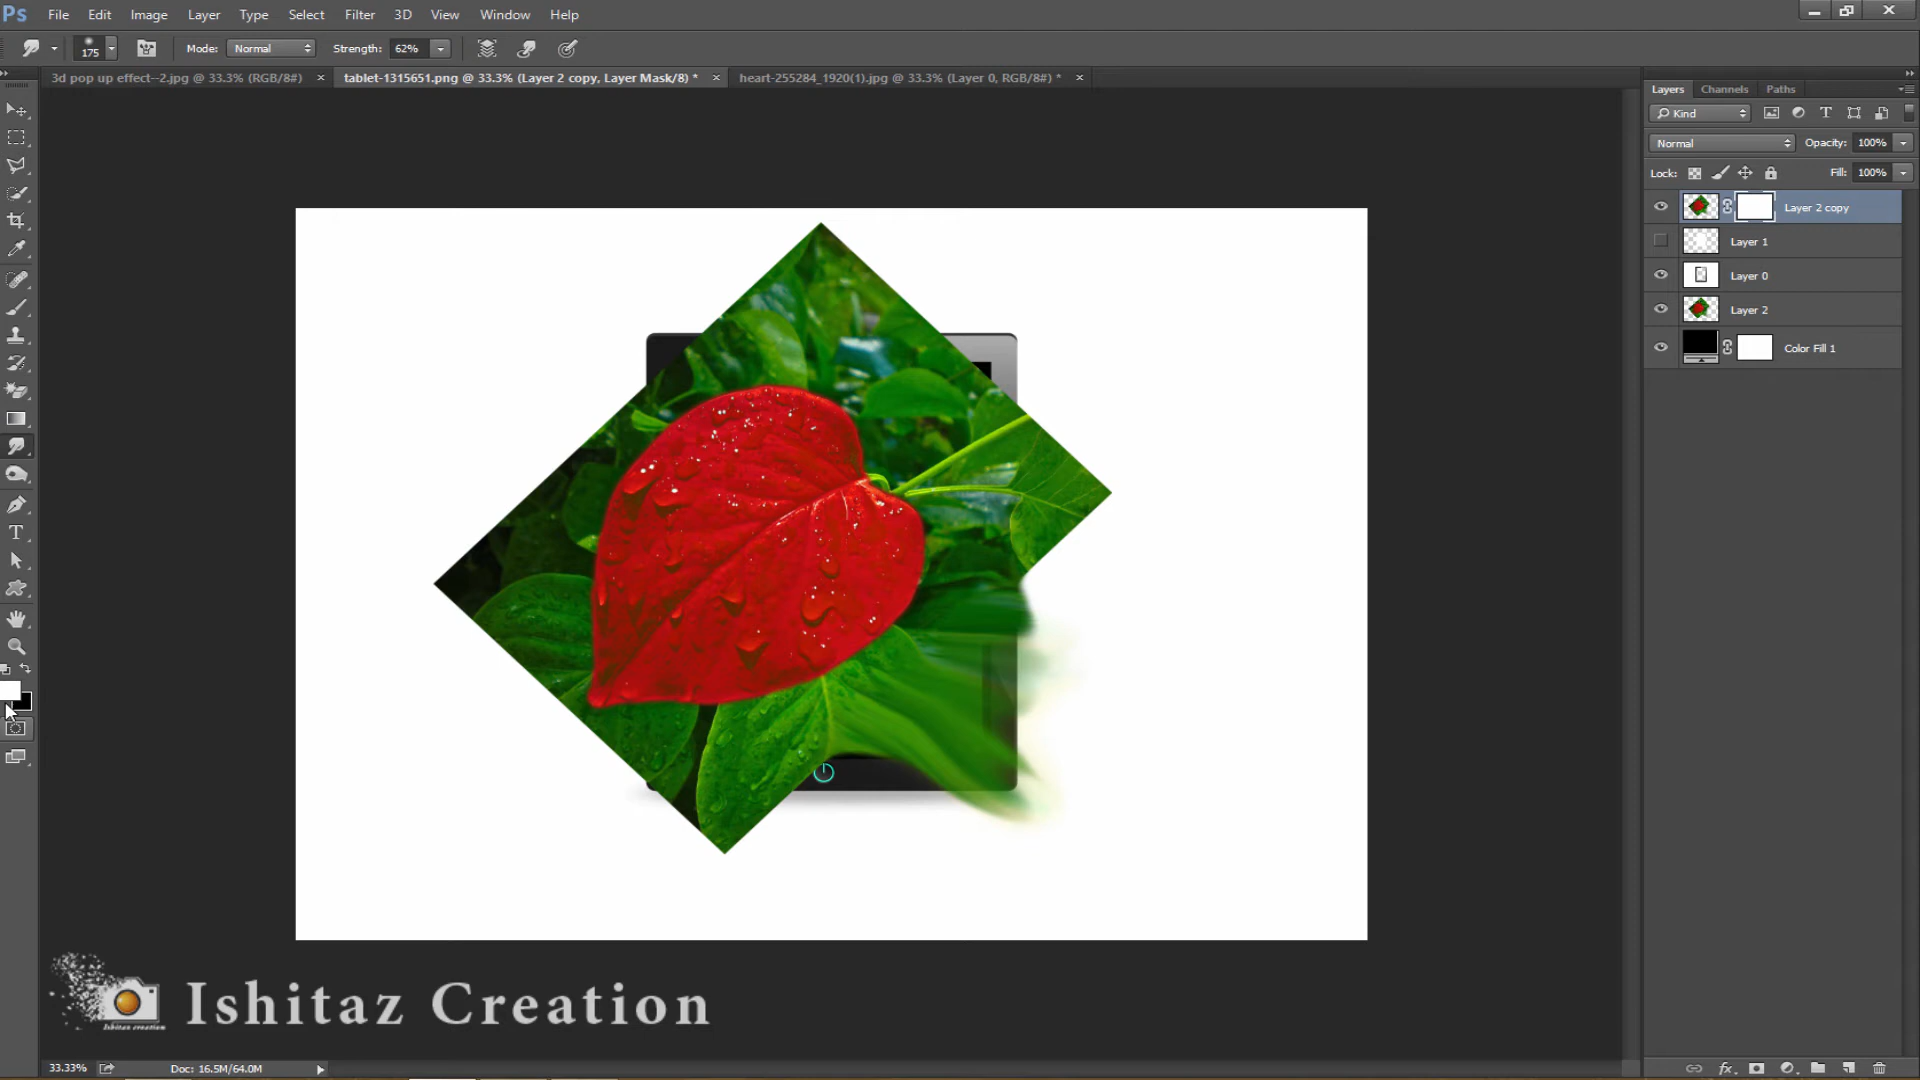 Ps File Edit Image Layer Type Select Filter 3D View Window Help
175 Mode: Normal Strength: 62%
3d pop up effect--2.jpg @ 33.3% (RGB/8#) × tablet-1315651.png @ 33.3% (Layer 2 copy, Layer Mask/8) * × heart-255284_1920(1).jpg @ 33.3% (Layer 0, RGB/8#) * ×
Layers Channels Paths
Kind
Normal Opacity: 100%
Lock: Fill: 100%
Layer 2 copy
Layer 1
Layer 0
Layer 2
Color Fill 1
Ishitaz Creation
Ishitaz creation
33.33% Doc: 16.5M/64.0M